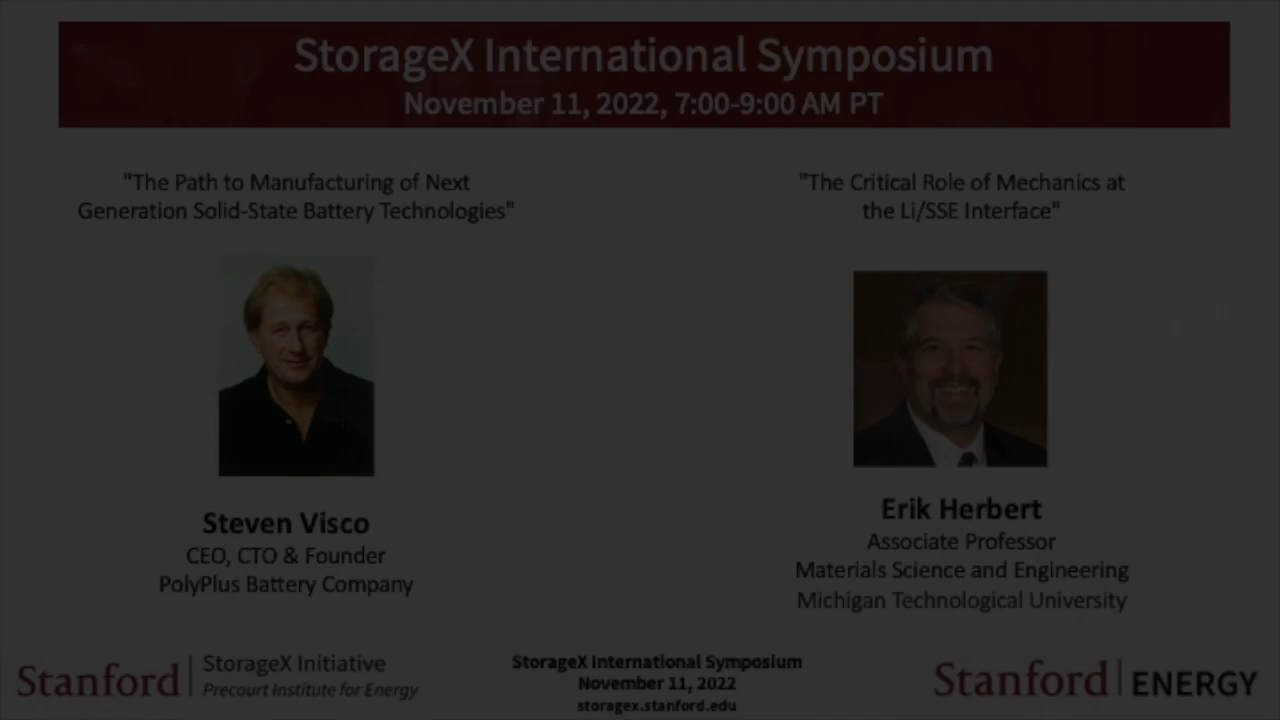 StorageX International Symposium
November 11, 2022, 7:00-9:00 AM PT
"The Path to Manufacturing of Next
Generation Solid-State Battery Technologies"
Steven Visco
CEO, CTO & Founder
PolyPlus Battery Company
"The Critical Role of Mechanics at
the Li/SSE Interface"
Erik Herbert
Associate Professor
Materials Science and Engineering
Michigan Technological University
Stanford
StorageX Initiative
Precourt Institute for Energy
StorageX International Symposium
November 11, 2022
storagex.stanford.edu
Stanford ENERGY